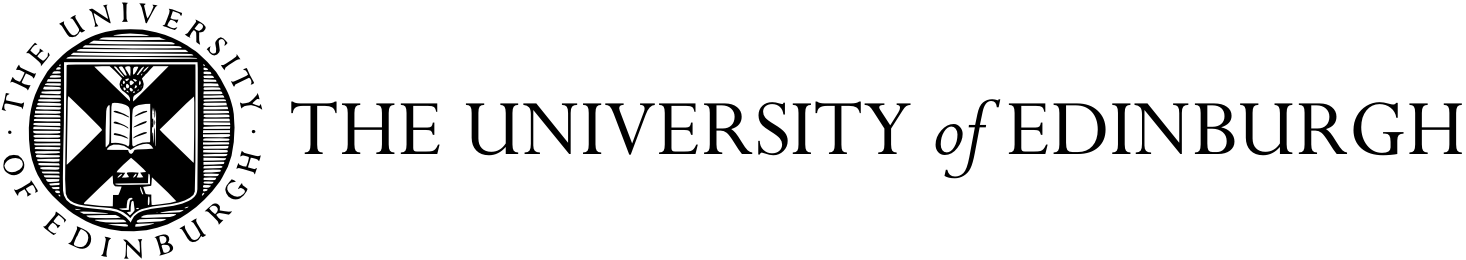 THE UNIVERSITY
· OF EDINBURGH ·
THE UNIVERSITY of EDINBURGH